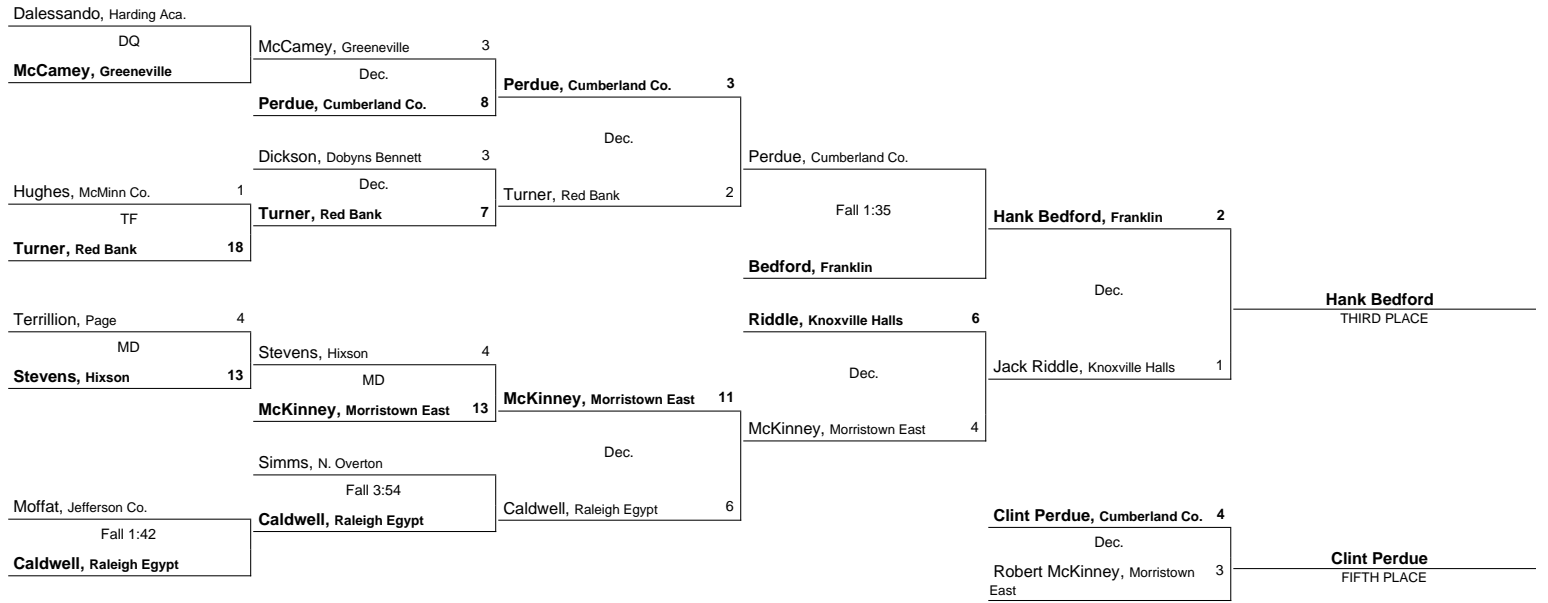 Dalessando, Harding Aca.
DQ
McCamey, Greeneville
Hughes, McMinn Co. 1
TF
Turner, Red Bank 18
Terrillion, Page 4
MD
Stevens, Hixson 13
Moffat, Jefferson Co.
Fall 1:42
Caldwell, Raleigh Egypt
McCamey, Greeneville 3
Dec.
Perdue, Cumberland Co. 8
Dickson, Dobyns Bennett 3
Dec.
Turner, Red Bank 7
Stevens, Hixson 4
MD
McKinney, Morristown East 13
Simms, N. Overton
Fall 3:54
Caldwell, Raleigh Egypt
Perdue, Cumberland Co. 3
Dec.
Turner, Red Bank 2
McKinney, Morristown East 11
Dec.
Caldwell, Raleigh Egypt 6
Perdue, Cumberland Co.
Fall 1:35
Bedford, Franklin
Riddle, Knoxville Halls 6
Dec.
McKinney, Morristown East 4
Hank Bedford, Franklin 2
Dec.
Jack Riddle, Knoxville Halls 1
Hank Bedford
THIRD PLACE
Clint Perdue, Cumberland Co. 4
Dec.
Robert McKinney, Morristown 3
East
Clint Perdue
FIFTH PLACE